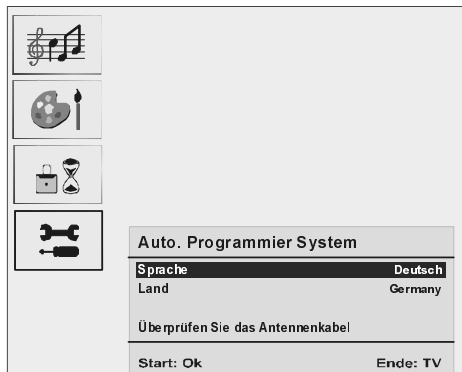 Auto. Programmier System
Sprache Deutsch
Land Germany
Überprüfen Sie das Antennenkabel
Start: Ok Ende: TV